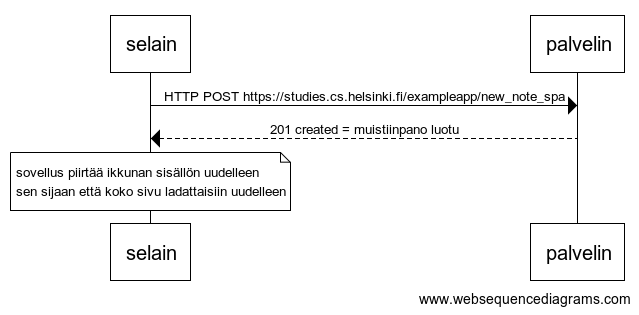 selain
palvelin
HTTP POST https://studies.cs.helsinki.fi/exampleapp/new_note_spa
201 created = muistiinpano luotu
sovellus piirtää ikkunan sisällön uudelleen
sen sijaan että koko sivu ladattaisiin uudelleen
selain
palvelin
www.websequencediagrams.com